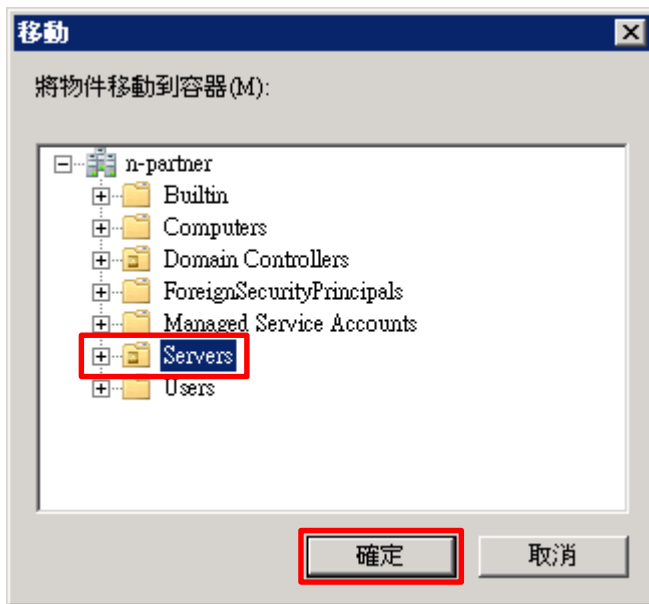 移動
將物件移動到容器(M):
n-partner
Builtin
Computers
Domain Controllers
ForeignSecurityPrincipals
Managed Service Accounts
Servers
Users
確定
取消